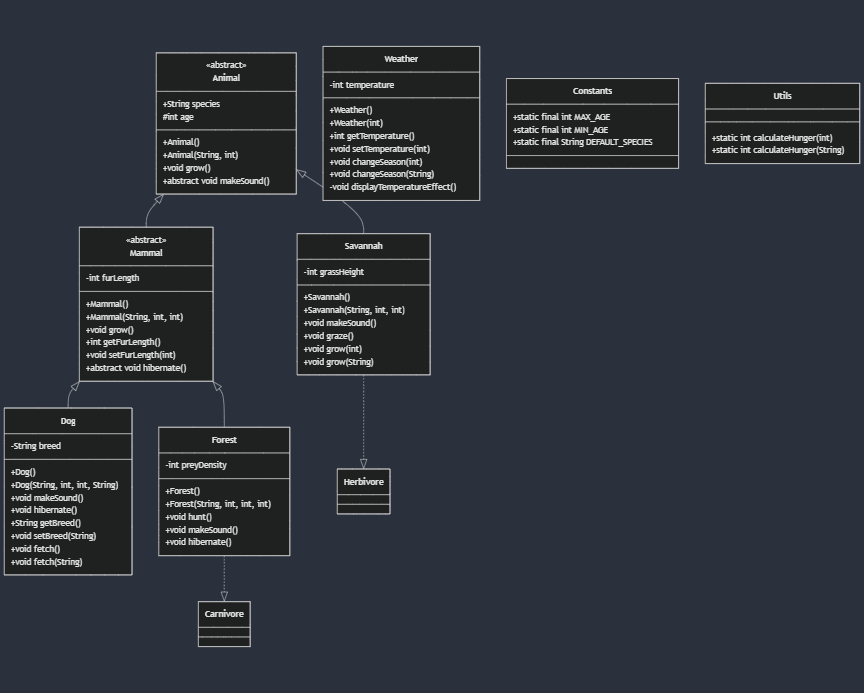 «abstract»
Animal
+String species
#int age
+Animal()
+Animal(String, int)
+void grow()
+abstract void makeSound()
Weather
-int temperature
+Weather()
+Weather(int)
+int getTemperature()
+void setTemperature(int)
+void changeSeason(int)
+void changeSeason(String)
-void displayTemperatureEffect()
Constants
+static final int MAX_AGE
+static final int MIN_AGE
+static final String DEFAULT_SPECIES
Utils
+static int calculateHunger(int)
+static int calculateHunger(String)
«abstract»
Mammal
-int furLength
+Mammal()
+Mammal(String, int, int)
+void grow()
+int getFurLength()
+void setFurLength(int)
+abstract void hibernate()
Savannah
-int grassHeight
+Savannah()
+Savannah(String, int, int)
+void makeSound()
+void graze()
+void grow(int)
+void grow(String)
Dog
-String breed
+Dog()
+Dog(String, int, int, String)
+void makeSound()
+void hibernate()
+String getBreed()
+void setBreed(String)
+void fetch()
+void fetch(String)
Forest
-int preyDensity
+Forest()
+Forest(String, int, int, int)
+void hunt()
+void makeSound()
+void hibernate()
Herbivore
Carnivore